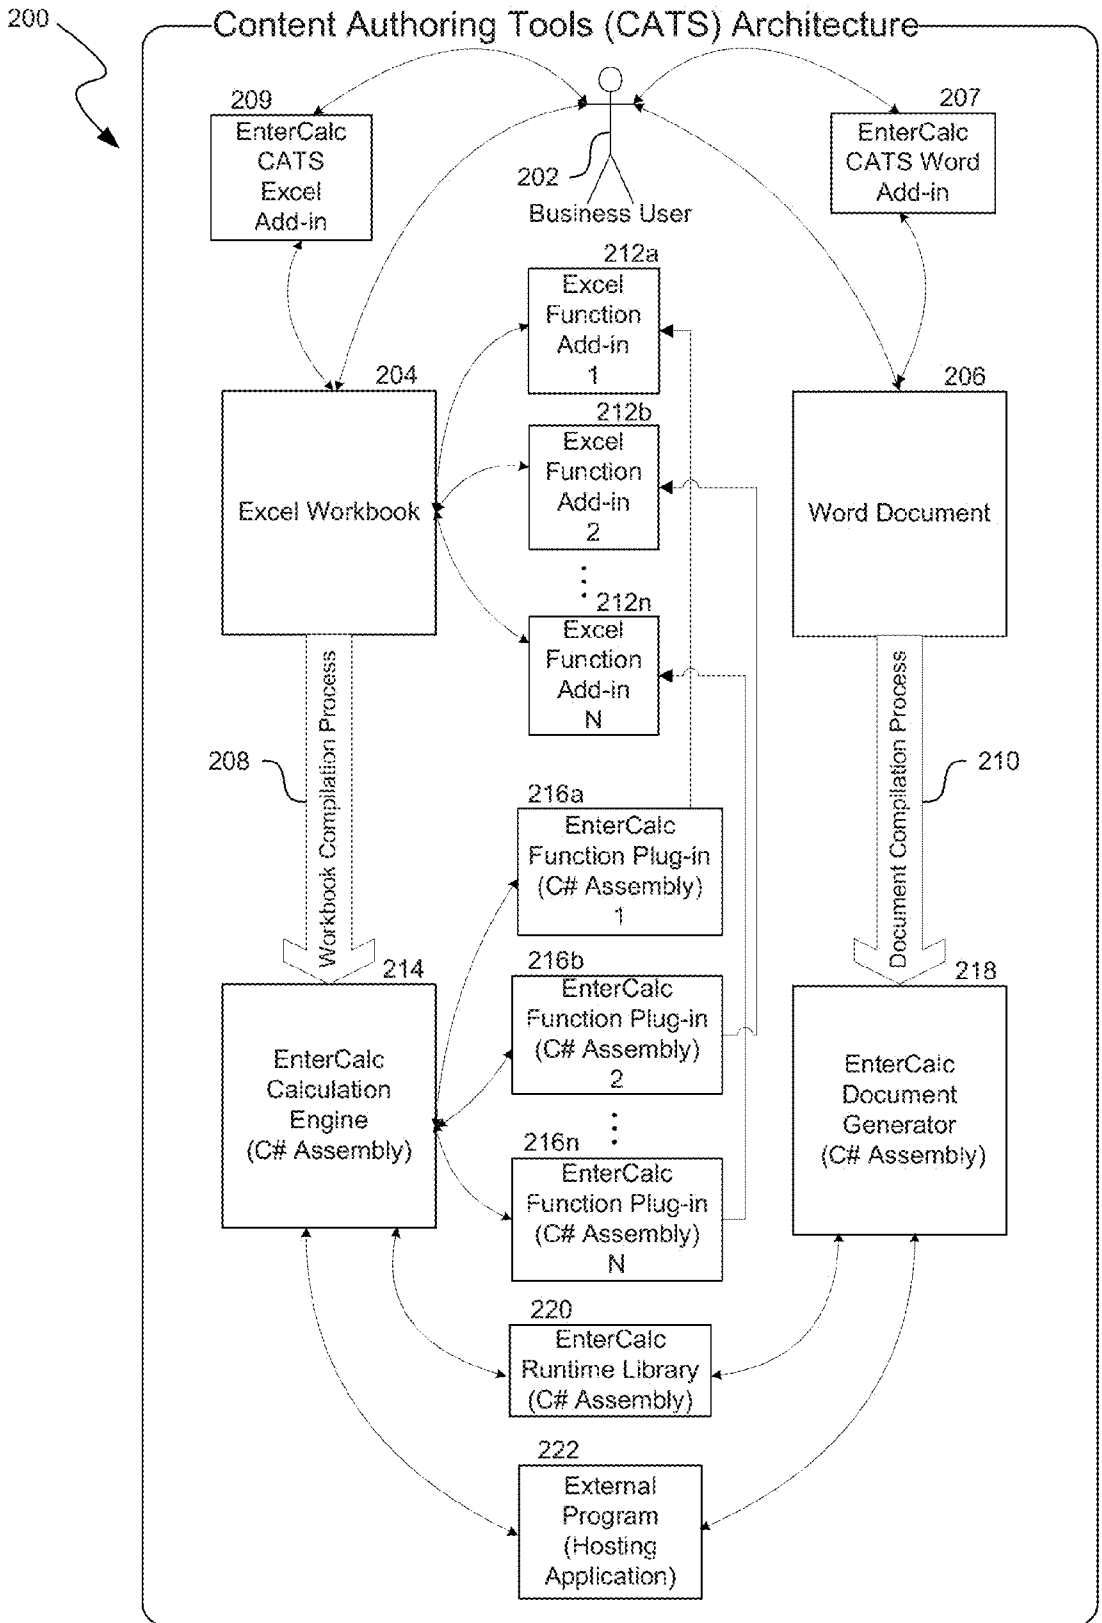 200
Content Authoring Tools (CATS) Architecture
209
EnterCalc
CATS
Excel
Add-in
202
Business User
207
EnterCalc
CATS Word
Add-in
212a
Excel
Function
Add-in
1
204
Excel Workbook
212b
Excel
Function
Add-in
2
212n
Excel
Function
Add-in
N
206
Word Document
208
Workbook Compilation Process
210
Document Compilation Process
216a
EnterCalc
Function Plug-in
(C# Assembly)
1
214
EnterCalc
Calculation
Engine
(C# Assembly)
216b
EnterCalc
Function Plug-in
(C# Assembly)
2
216n
EnterCalc
Function Plug-in
(C# Assembly)
N
218
EnterCalc
Document
Generator
(C# Assembly)
220
EnterCalc
Runtime Library
(C# Assembly)
222
External
Program
(Hosting
Application)